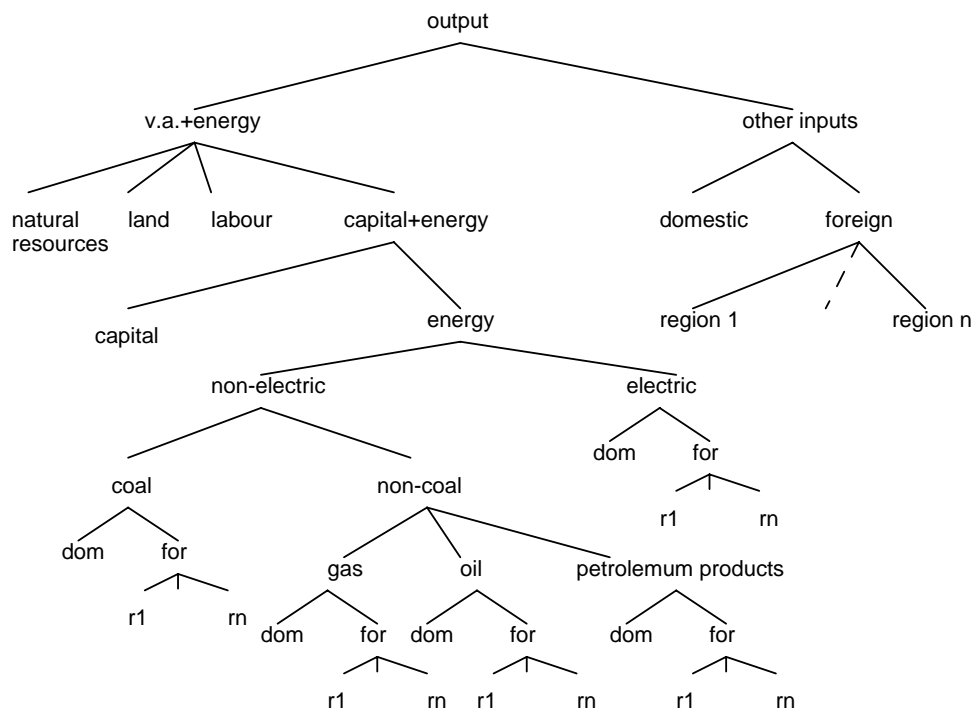 output
v.a.+energy
other inputs
natural
resources
land
labour
capital+energy
domestic
foreign
capital
energy
region 1
region n
non-electric
electric
dom
for
coal
non-coal
r1
rn
dom
for
gas
oil
petrolemum products
r1
rn
dom
for
dom
for
dom
for
r1
rn
r1
rn
r1
rn